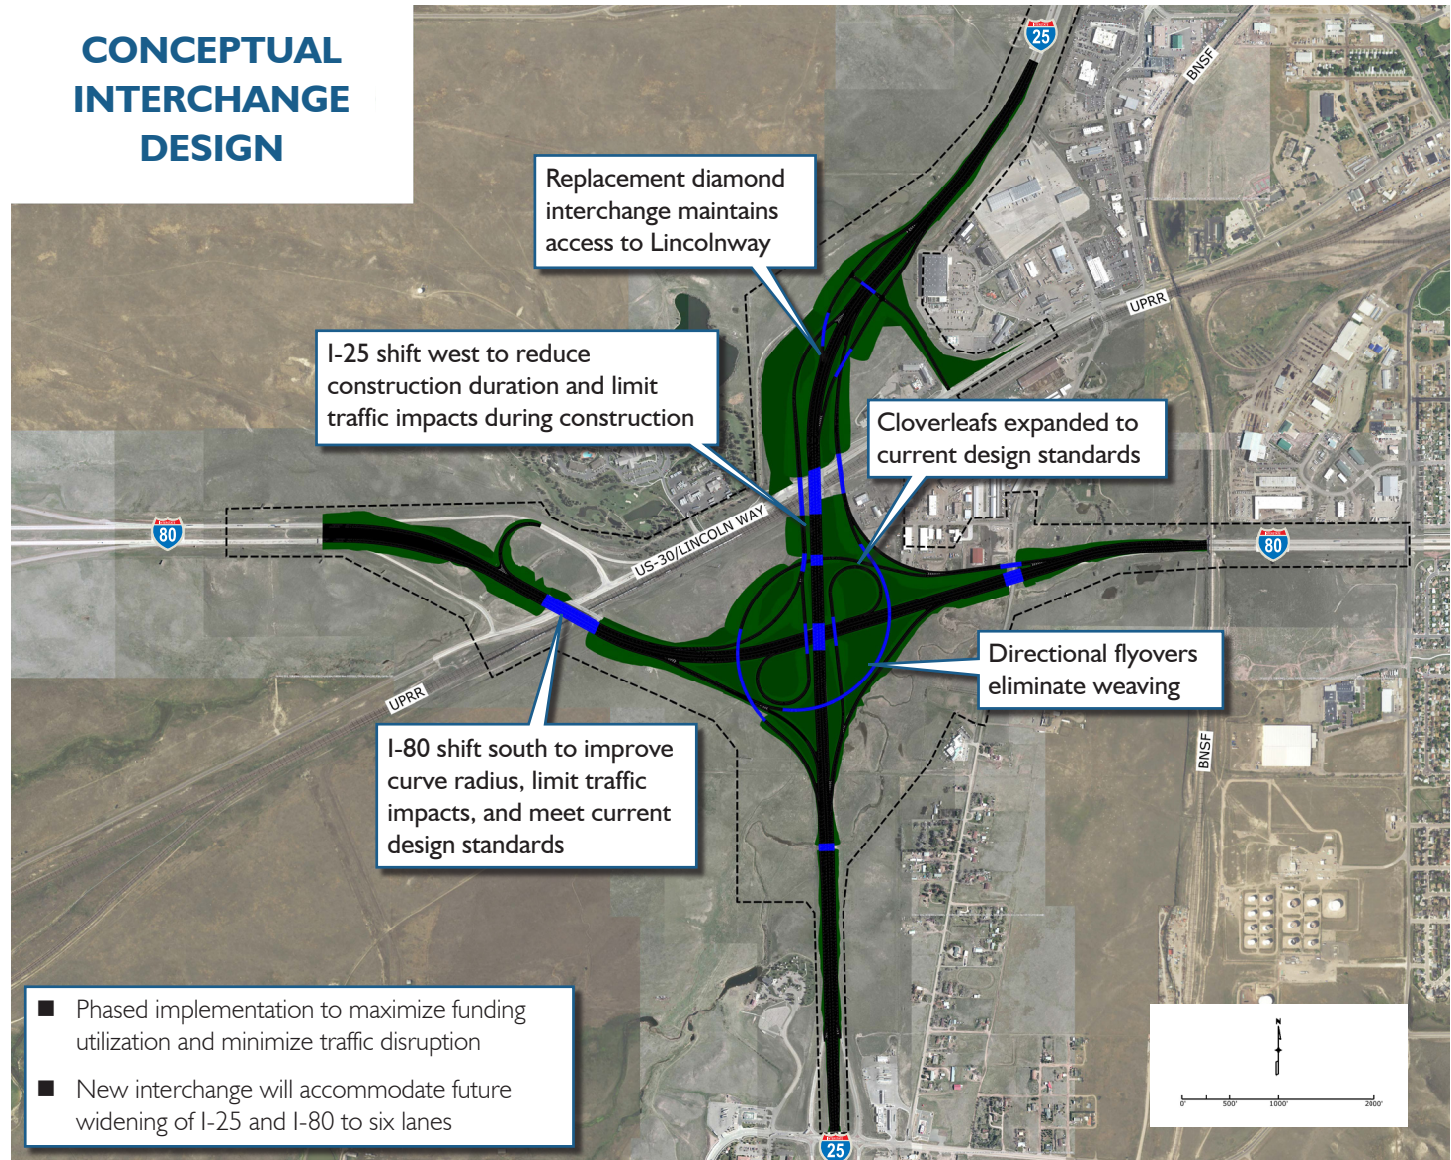 CONCEPTUAL
INTERCHANGE
DESIGN
25
BNSF
Replacement diamond
interchange maintains
access to Lincolnway
UPRR
I-25 shift west to reduce
construction duration and limit
traffic impacts during construction
Cloverleafs expanded to
current design standards
80
US-30/LINCOLN WAY
80
Directional flyovers
eliminate weaving
UPRR
BNSF
I-80 shift south to improve
curve radius, limit traffic
impacts, and meet current
design standards
■ Phased implementation to maximize funding
utilization and minimize traffic disruption
■ New interchange will accommodate future
widening of I-25 and I-80 to six lanes
N
0' 500' 1000' 2000'
25